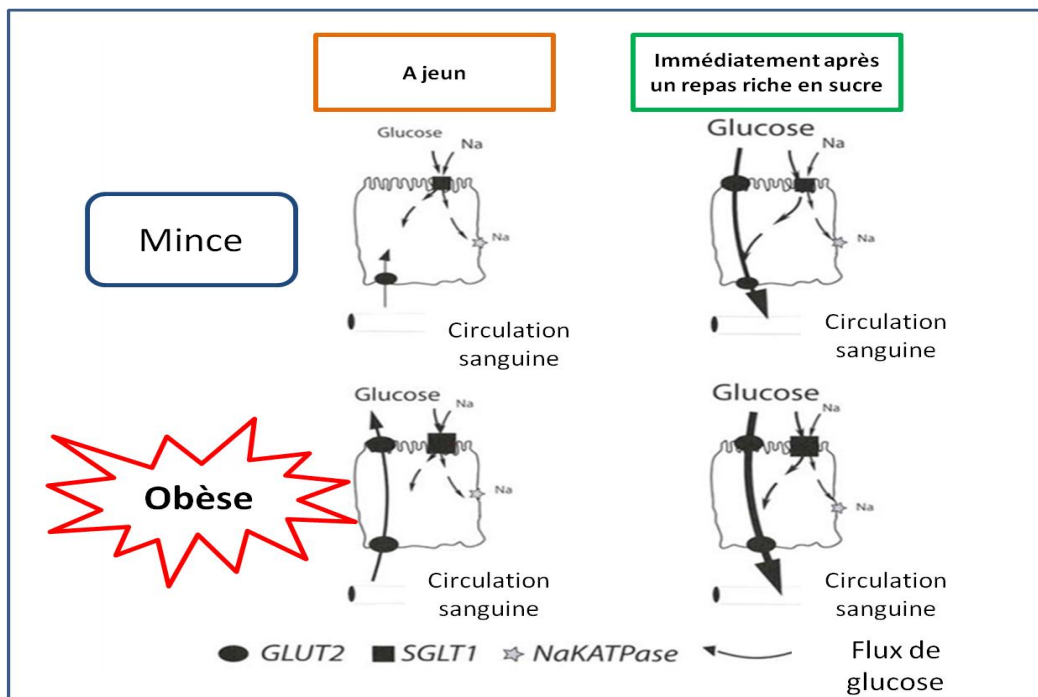 A jeun
Immédiatement après
un repas riche en sucre
Glucose
Na
Na
Glucose
Na
Na
Mince
Circulation
sanguine
Circulation
sanguine
Glucose
Na
Na
Glucose
Na
Na
Obèse
Circulation
sanguine
Circulation
sanguine
GLUT2
SGLT1
NaKATPase
Flux de
glucose